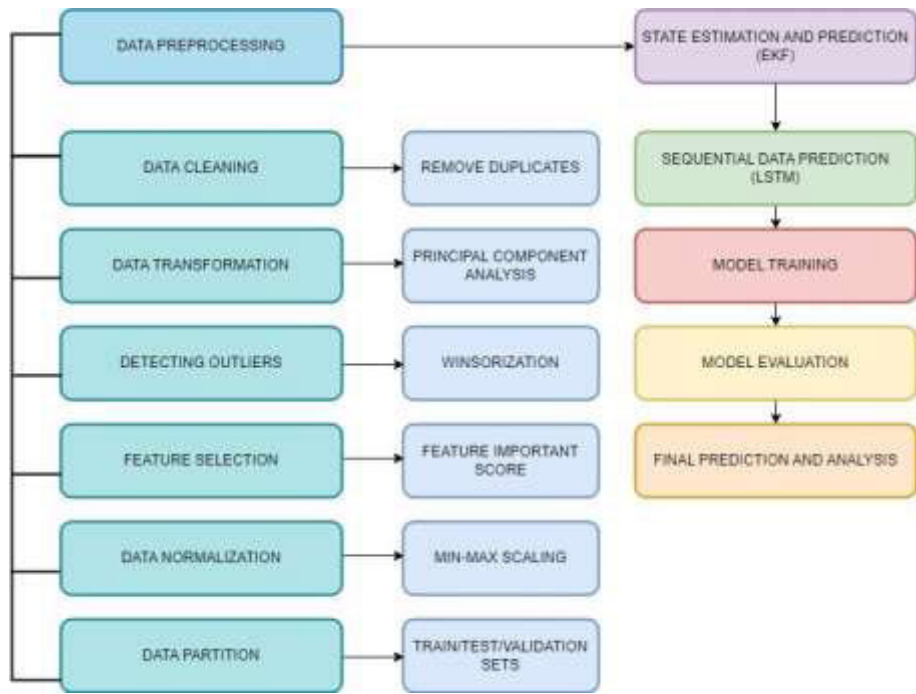 DATA PREPROCESSING
STATE ESTIMATION AND PREDICTION
(EKF)
DATA CLEANING
REMOVE DUPLICATES
SEQUENTIAL DATA PREDICTION
(LSTM)
DATA TRANSFORMATION
PRINCIPAL COMPONENT
ANALYSIS
MODEL TRAINING
DETECTING OUTLIERS
WINSORIZATION
MODEL EVALUATION
FEATURE SELECTION
FEATURE IMPORTANT
SCORE
FINAL PREDICTION AND ANALYSIS
DATA NORMALIZATION
MIN-MAX SCALING
DATA PARTITION
TRAIN/TEST/VALIDATION
SETS